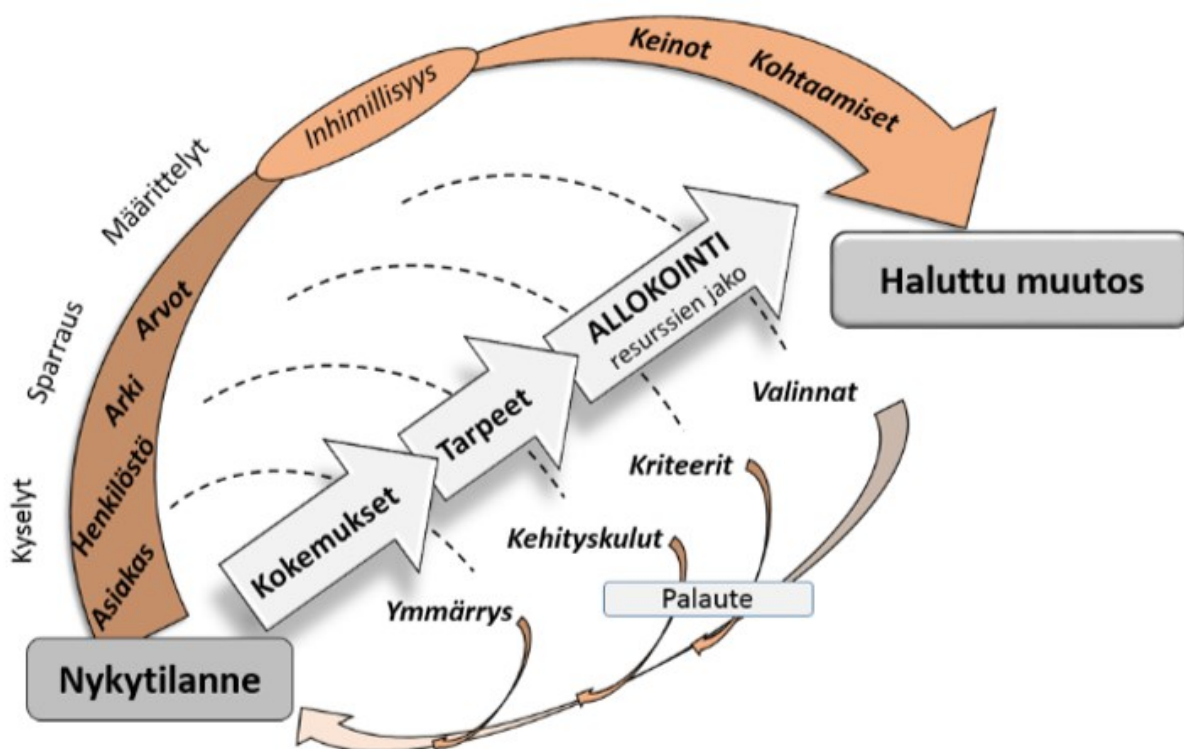 Keinot
Kohtaamiset
Inhimillisyys
Määrittelyt
Sparraus
Kyselyt
Arvot
Arki
Henkilöstö
Asiakas
Haluttu muutos
ALLOKOINTI
resurssien jako
Tarpeet
Kokemukset
Valinnat
Kriteerit
Kehityskulut
Ymmärrys
Palaute
Nykytilanne